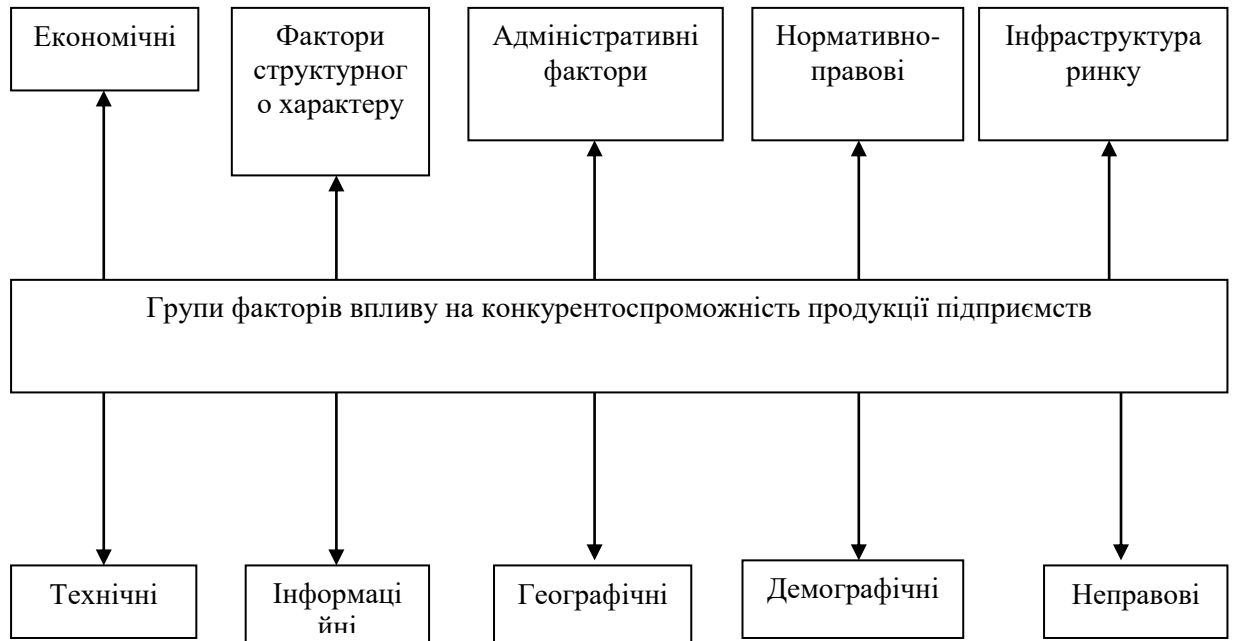 Економічні
Фактори
структурног
о характеру
Адміністративні
фактори
Нормативно-
правові
Інфраструктура
ринку
Групи факторів впливу на конкурентоспроможність продукції підприємств
Технічні
Інформаці
йні
Географічні
Демографічні
Неправові